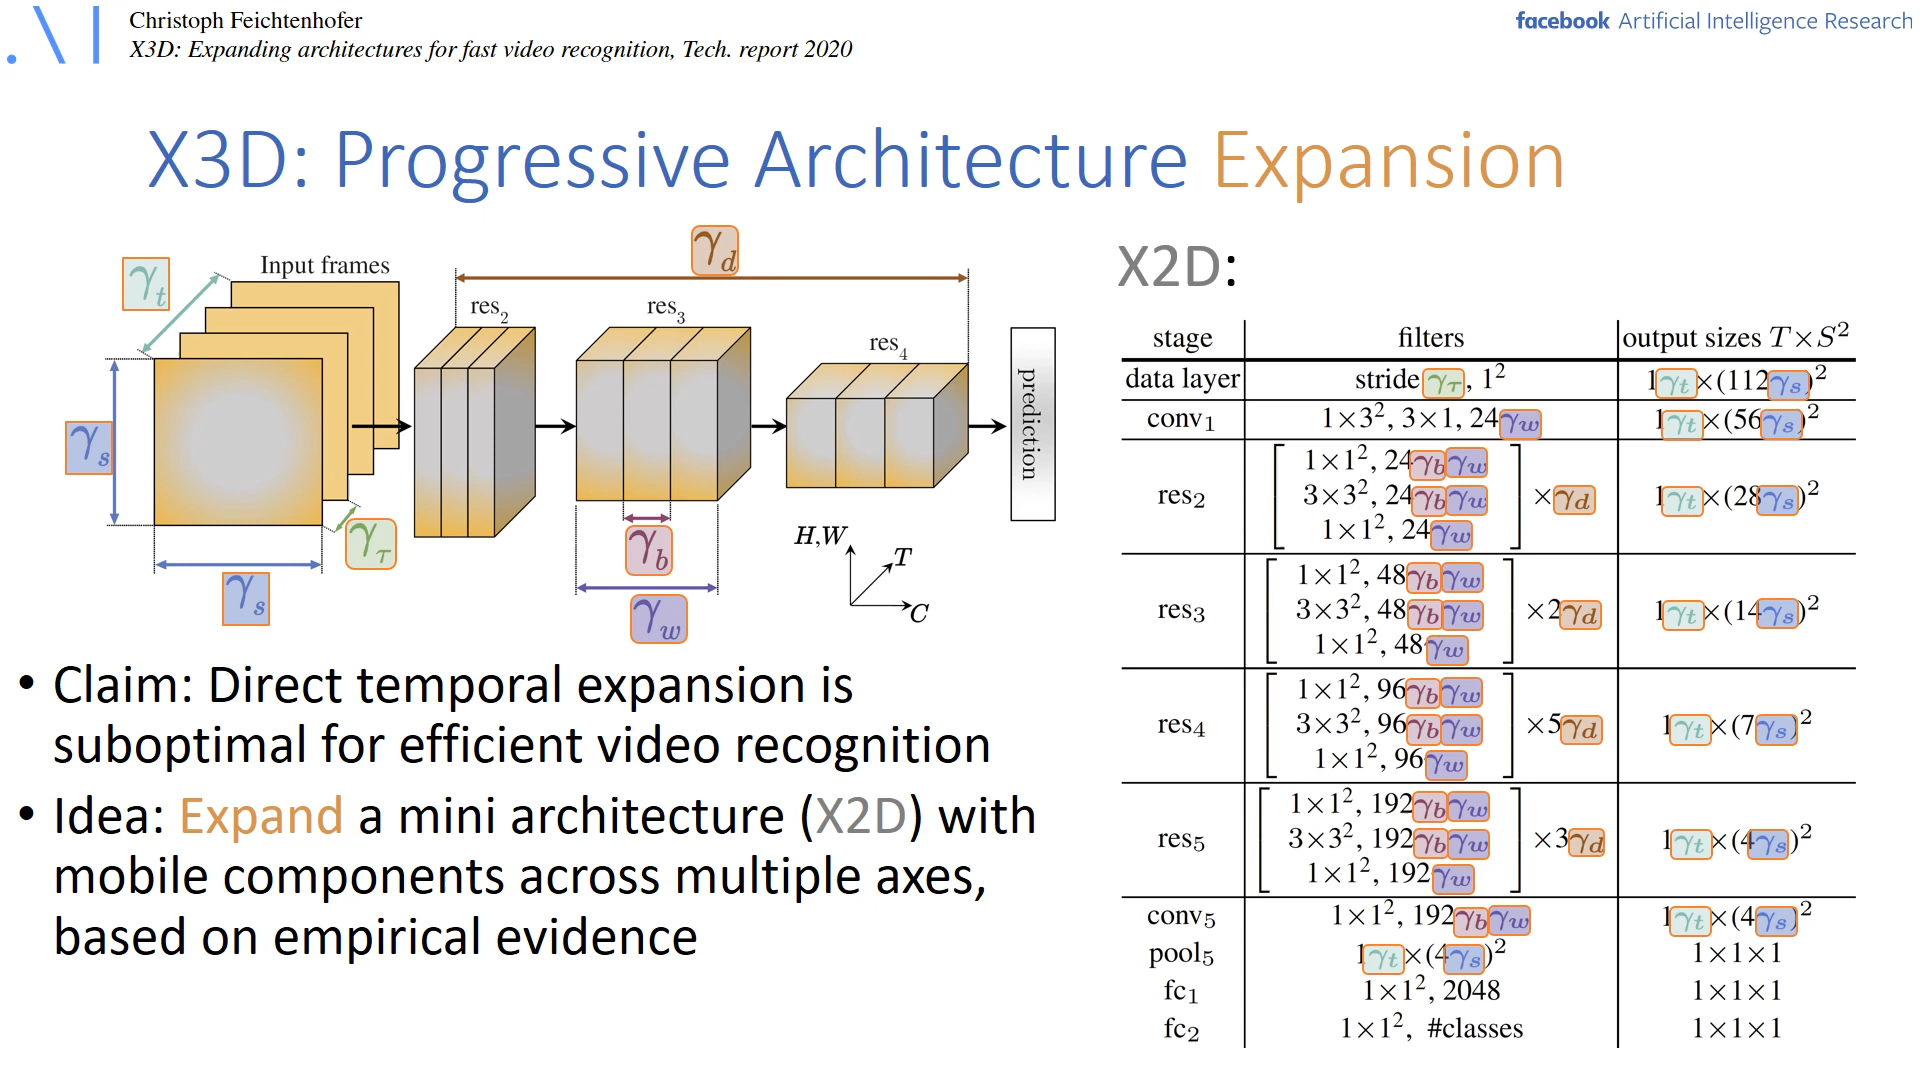 Christoph Feichtenhofer
X3D: Expanding architectures for fast video recognition, Tech. report 2020
facebook Artificial Intelligence Research
X3D: Progressive Architecture Expansion
γt
Input frames
γd
res2
res3
res4
γs
γτ
γs
γb
γw
prediction
H,W
T
C
• Claim: Direct temporal expansion is
suboptimal for efficient video recognition
• Idea: Expand a mini architecture (X2D) with
mobile components across multiple axes,
based on empirical evidence
X2D:
stage filters output sizes T×S²
data layer stride γτ, 1² 1γt×(112γs)²
conv1 1×3², 3×1, 24γw 1γt×(56γs)²
1×1², 24γbγw
res2 3×3², 24γbγw ×γd 1γt×(28γs)²
1×1², 24γw
1×1², 48γbγw
res3 3×3², 48γbγw ×2γd 1γt×(14γs)²
1×1², 48γw
1×1², 96γbγw
res4 3×3², 96γbγw ×5γd 1γt×(7γs)²
1×1², 96γw
1×1², 192γbγw
res5 3×3², 192γbγw ×3γd 1γt×(4γs)²
1×1², 192γw
conv5 1×1², 192γbγw 1γt×(4γs)²
pool5 1γt×(4γs)² 1×1×1
fc1 1×1², 2048 1×1×1
fc2 1×1², #classes 1×1×1